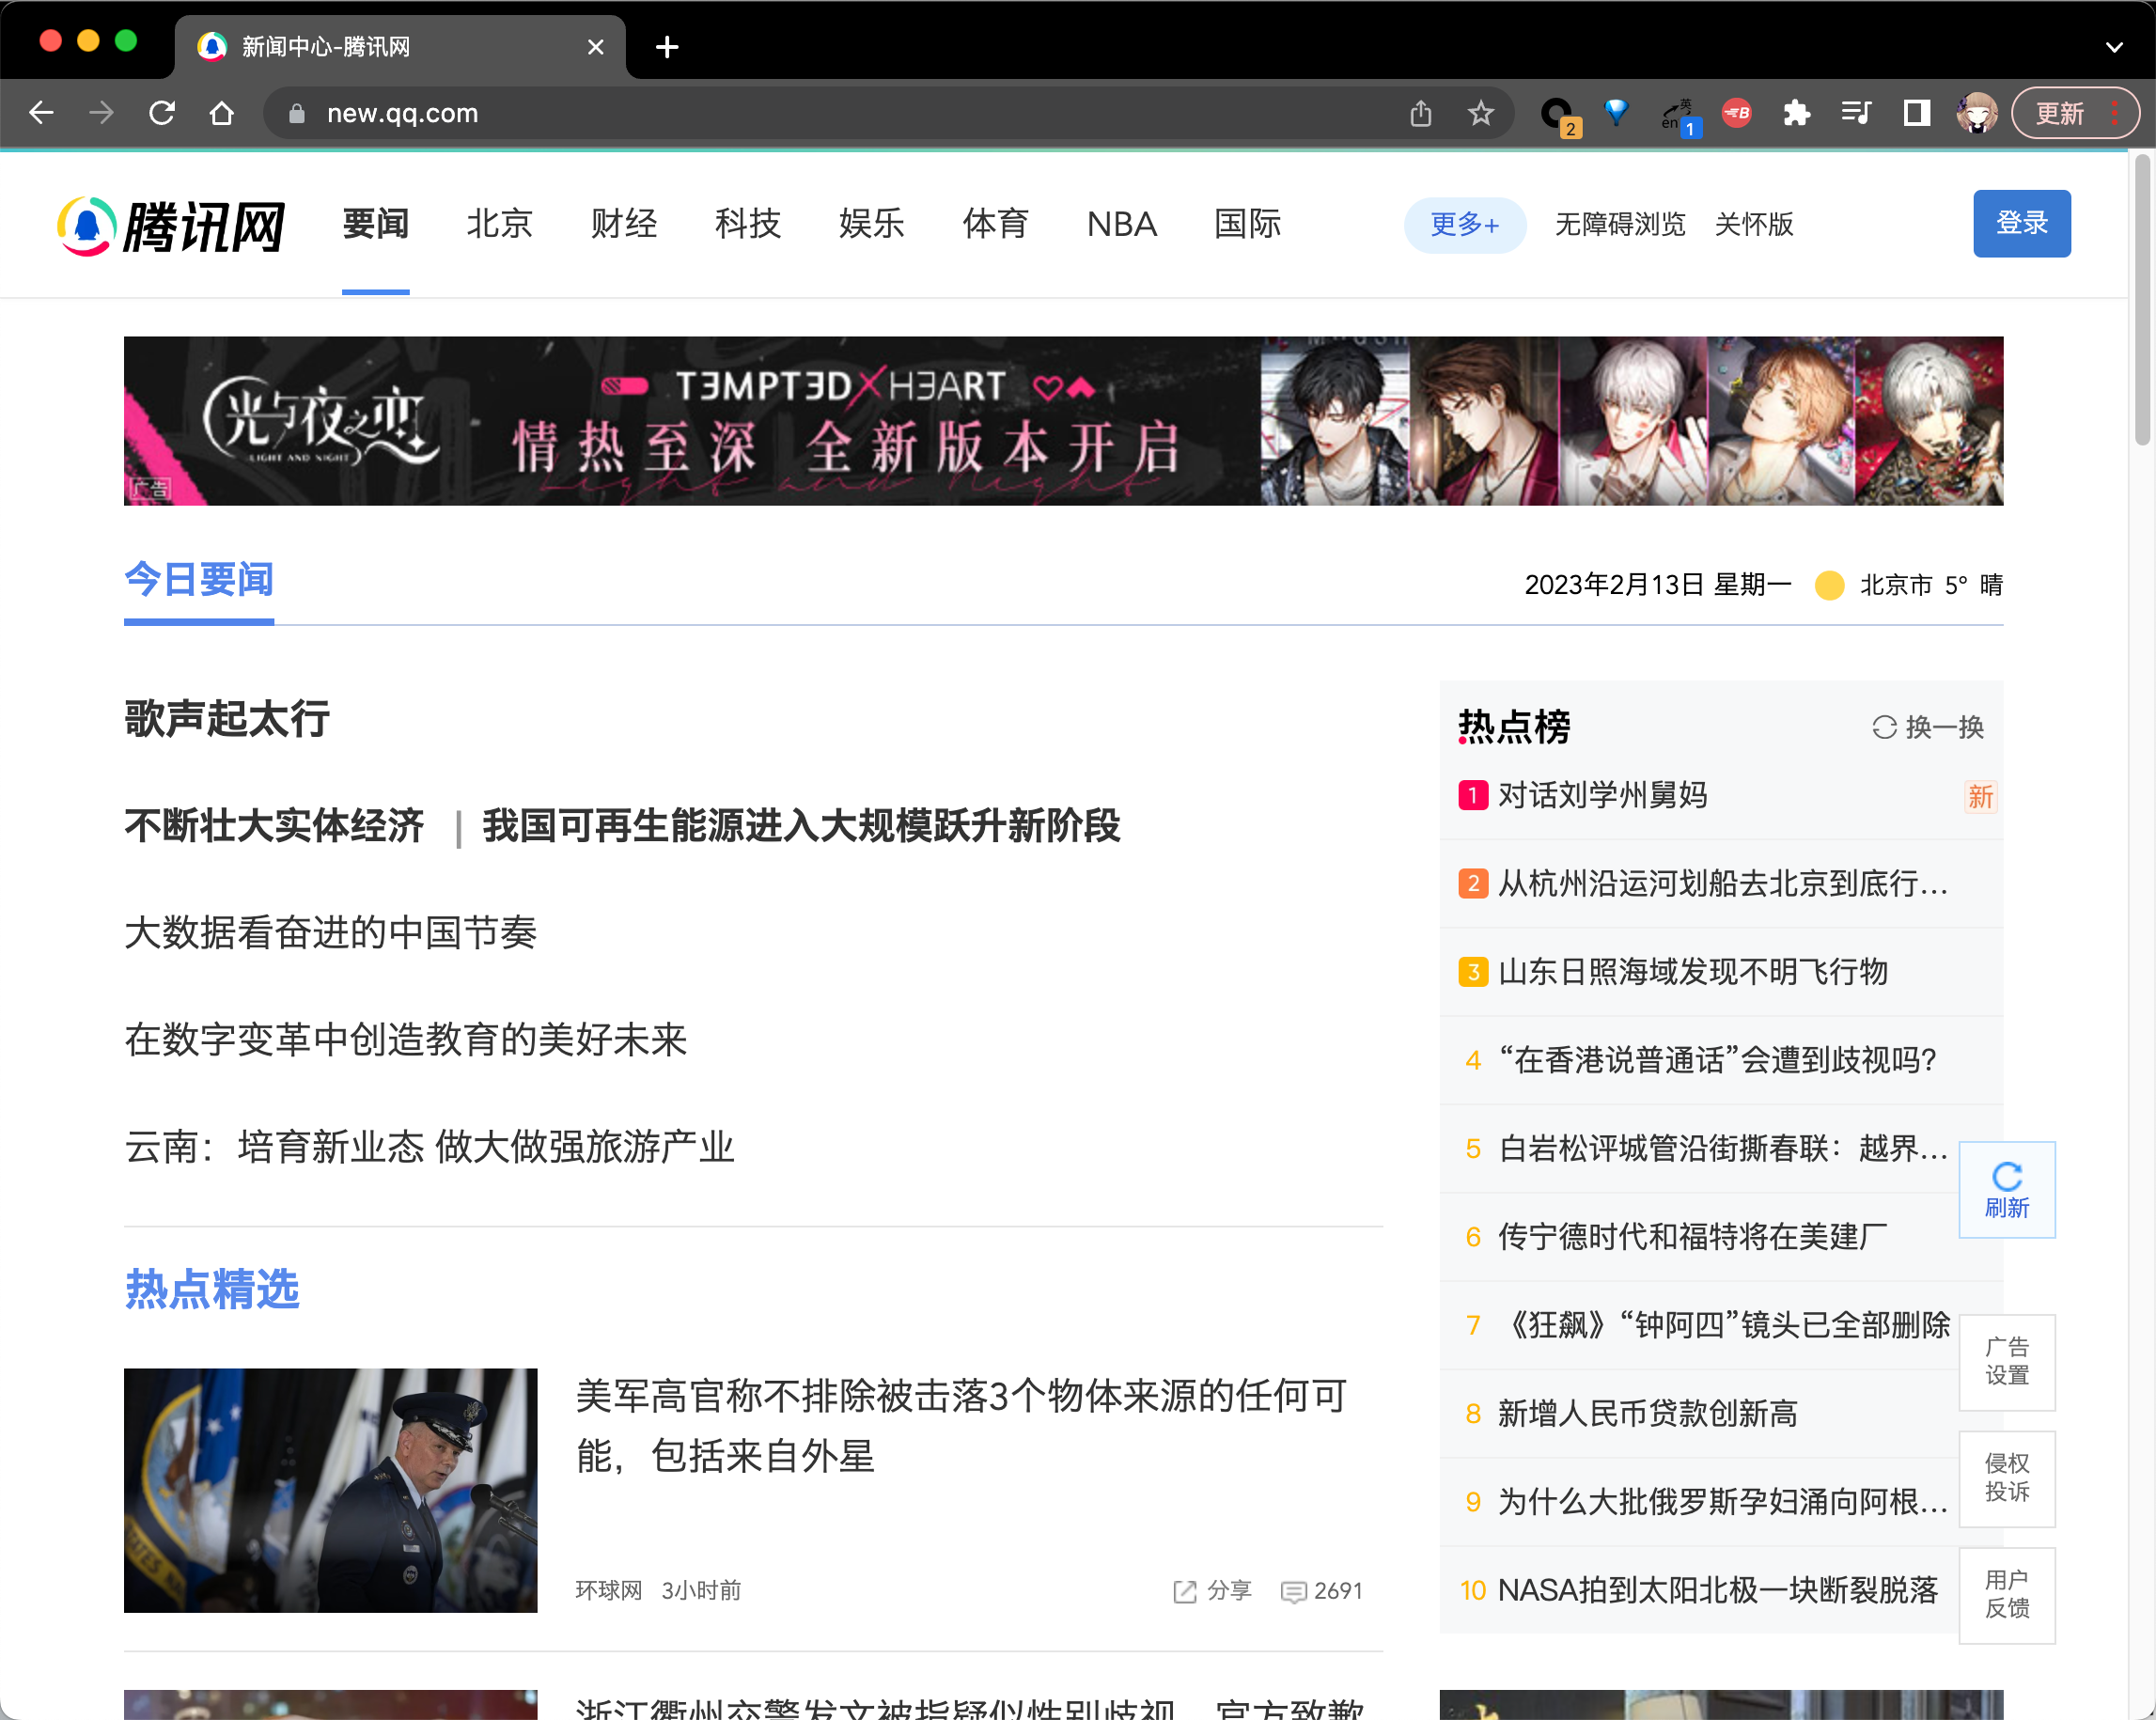 新闻中心-腾讯网
new.qq.com
2
英
en
1
B
更新
腾讯网
要闻
北京
财经
科技
娱乐
体育
NBA
国际
更多+
无障碍浏览
关怀版
登录
光与夜之恋
LIGHT AND NIGHT
T3MPT3D X H3ART
情热至深 全新版本开启
Light and Night
广告
今日要闻
2023年2月13日 星期一
北京市 5° 晴
歌声起太行
不断壮大实体经济 | 我国可再生能源进入大规模跃升新阶段
大数据看奋进的中国节奏
在数字变革中创造教育的美好未来
云南：培育新业态 做大做强旅游产业
热点精选
美军高官称不排除被击落3个物体来源的任何可
能，包括来自外星
环球网 3小时前
分享
2691
浙江衢州交警发文被指疑似性别歧视，官方致歉
热点榜
换一换
1 对话刘学州舅妈 新
2 从杭州沿运河划船去北京到底行...
3 山东日照海域发现不明飞行物
4 “在香港说普通话”会遭到歧视吗?
5 白岩松评城管沿街撕春联：越界...
6 传宁德时代和福特将在美建厂
7 《狂飙》“钟阿四”镜头已全部删除
8 新增人民币贷款创新高
9 为什么大批俄罗斯孕妇涌向阿根...
10 NASA拍到太阳北极一块断裂脱落
刷新
广告
设置
侵权
投诉
用户
反馈